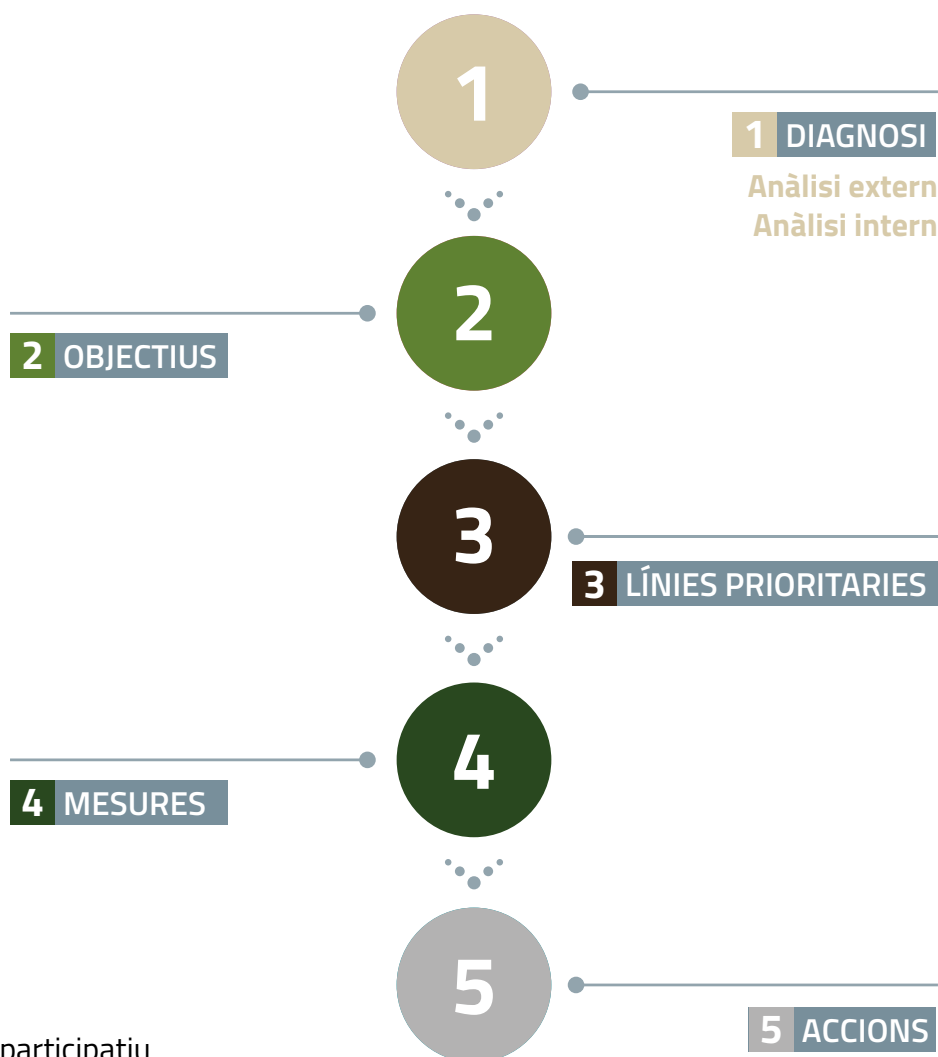 1
1 DIAGNOSI
Anàlisi extern
Anàlisi intern
2
2 OBJECTIUS
3
3 LÍNIES PRIORITARIES
4
4 MESURES
5
5 ACCIONS
participatiu